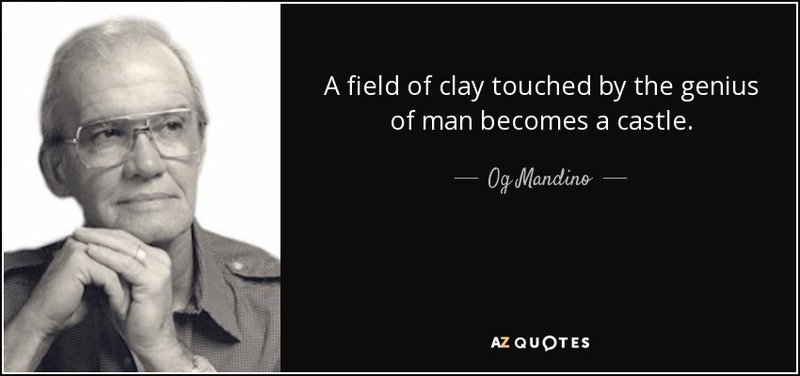 A field of clay touched by the genius
of man becomes a castle.
Og Mandino
AZ QUOTES